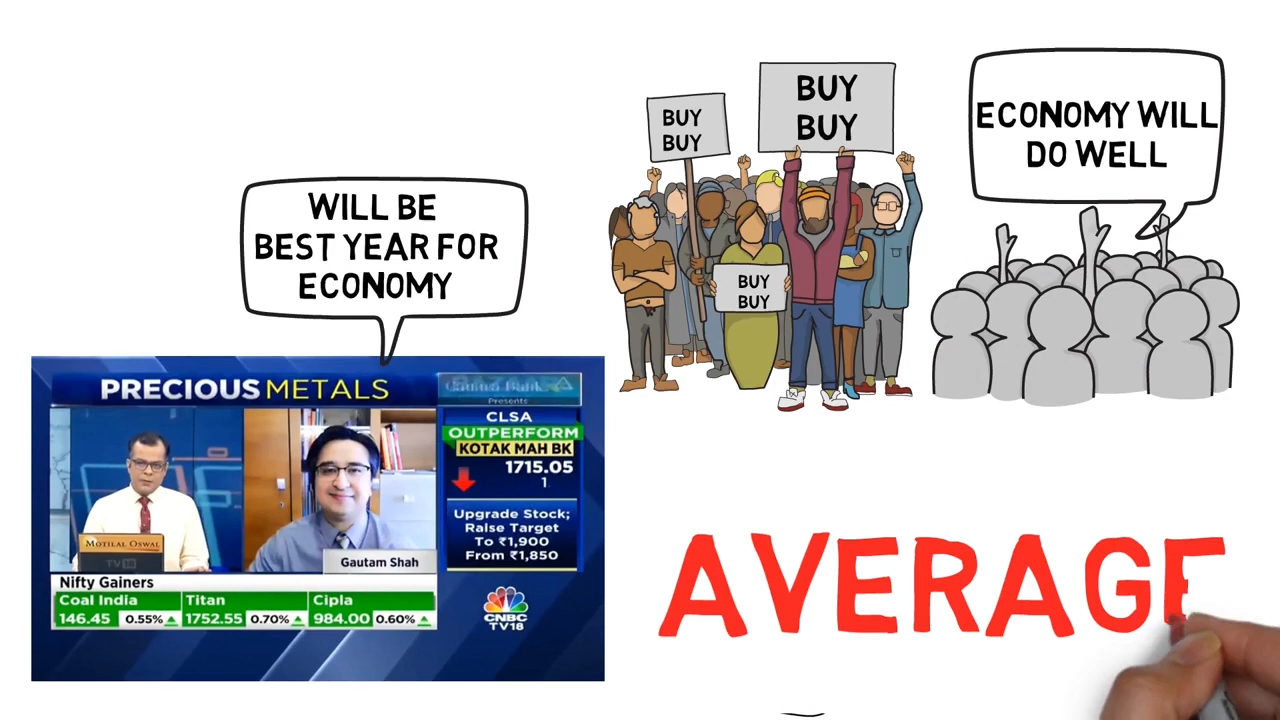 WILL BE
BEST YEAR FOR
ECONOMY
BUY
BUY
BUY
BUY
BUY
BUY
ECONOMY WILL
DO WELL
PRECIOUS METALS
Presents
CLSA
OUTPERFORM
KOTAK MAH BK
1715.05
1
Upgrade Stock;
Raise Target
To ₹1,900
From ₹1,850
MOTILAL OSWAL
TV18
Gautam Shah
Nifty Gainers
Coal India
146.45 0.55%
Titan
1752.55 0.70%
Cipla
984.00 0.60%
CNBC
TV18
AVERAGE